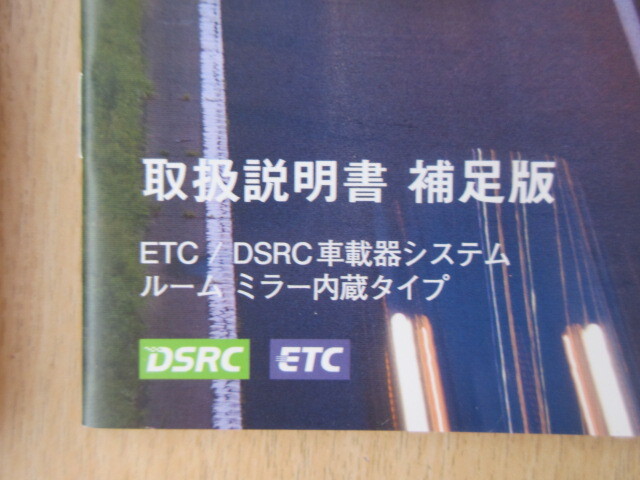 取扱説明書 補足版
ETC / DSRC車載器システム
ルーム ミラー内蔵タイプ
DSRC ETC